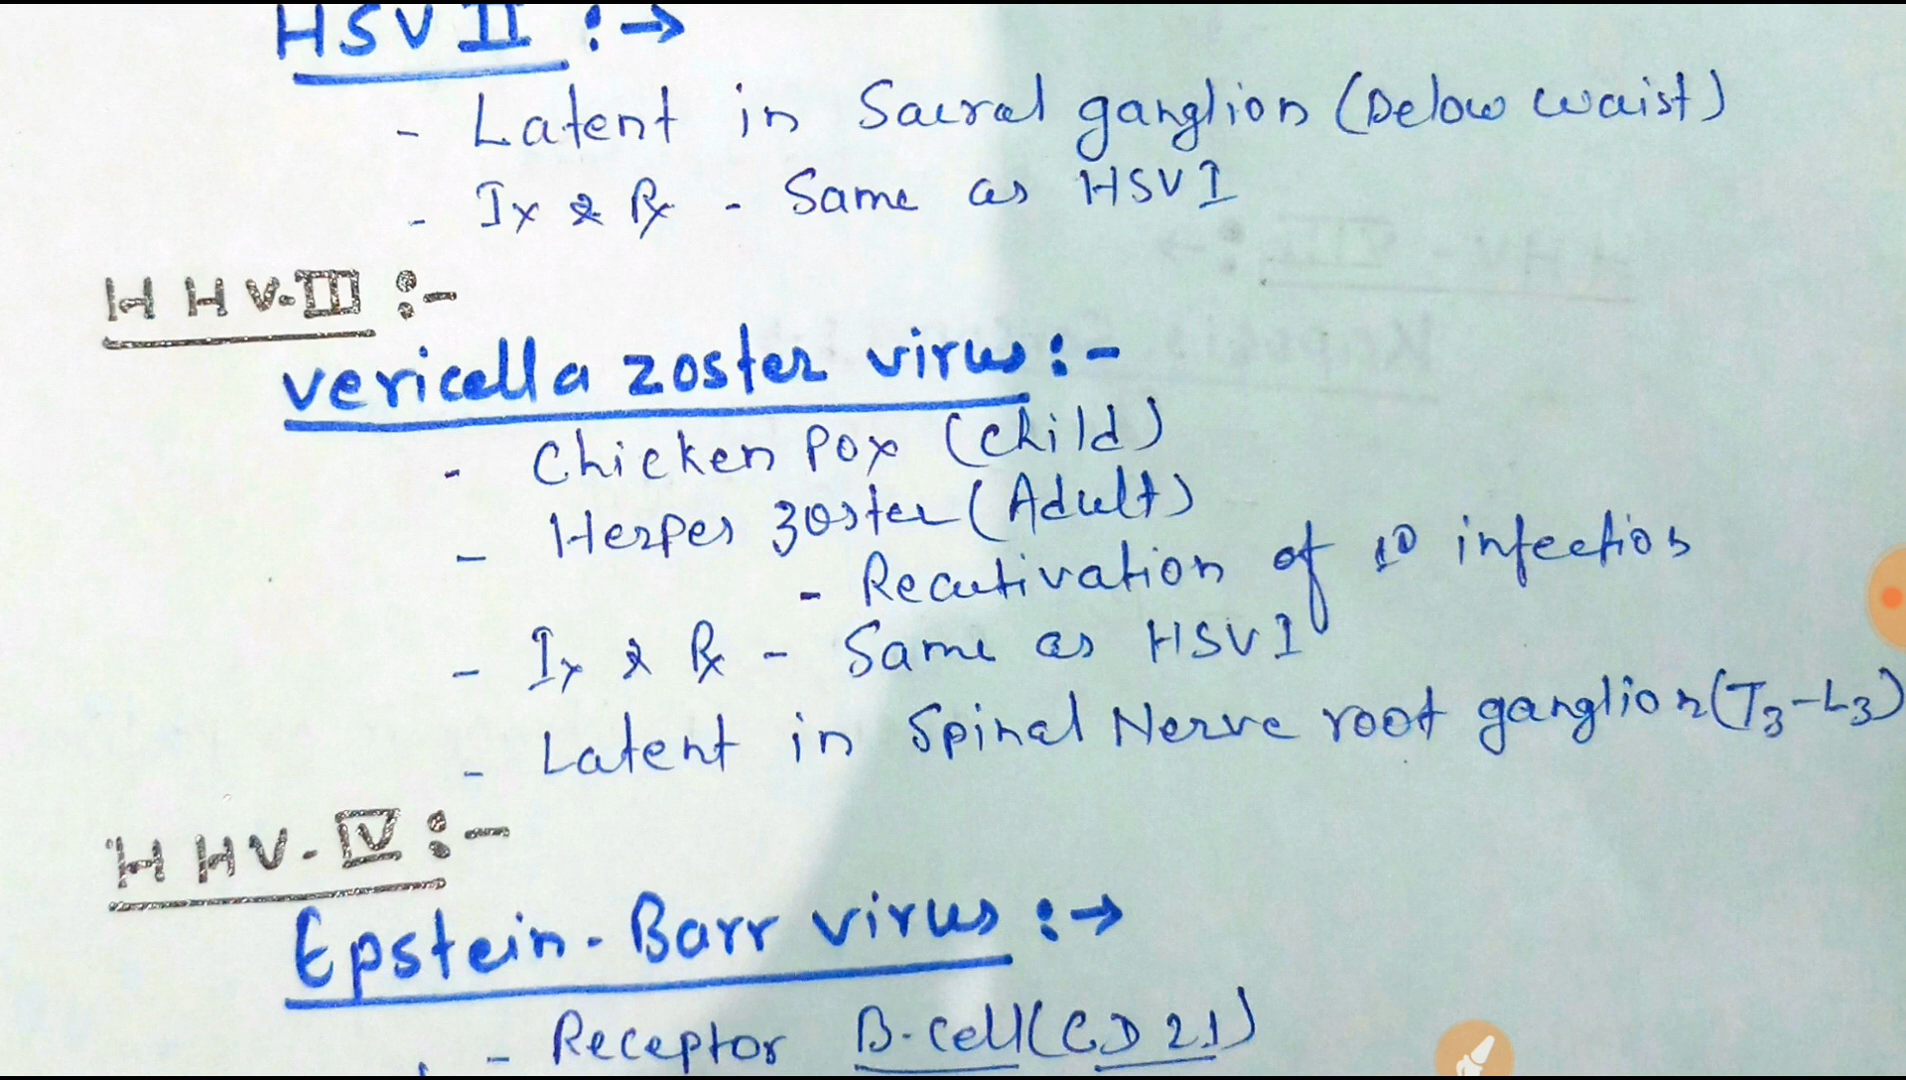 HSV II :→
- Latent in Sacral ganglion (Below waist)
- Ix & Rx - Same as HSV I
HHV-III :-
vericella zoster virus :-
- Chicken Pox (child)
- Herpes zoster (Adult)
- Reactivation of 1° infection
- Ix & Rx - Same as HSV I
- Latent in Spinal Nerve root ganglion (T3-L3)
HHV-IV :-
Epstein-Barr virus :→
- Receptor B-cell (CD21)